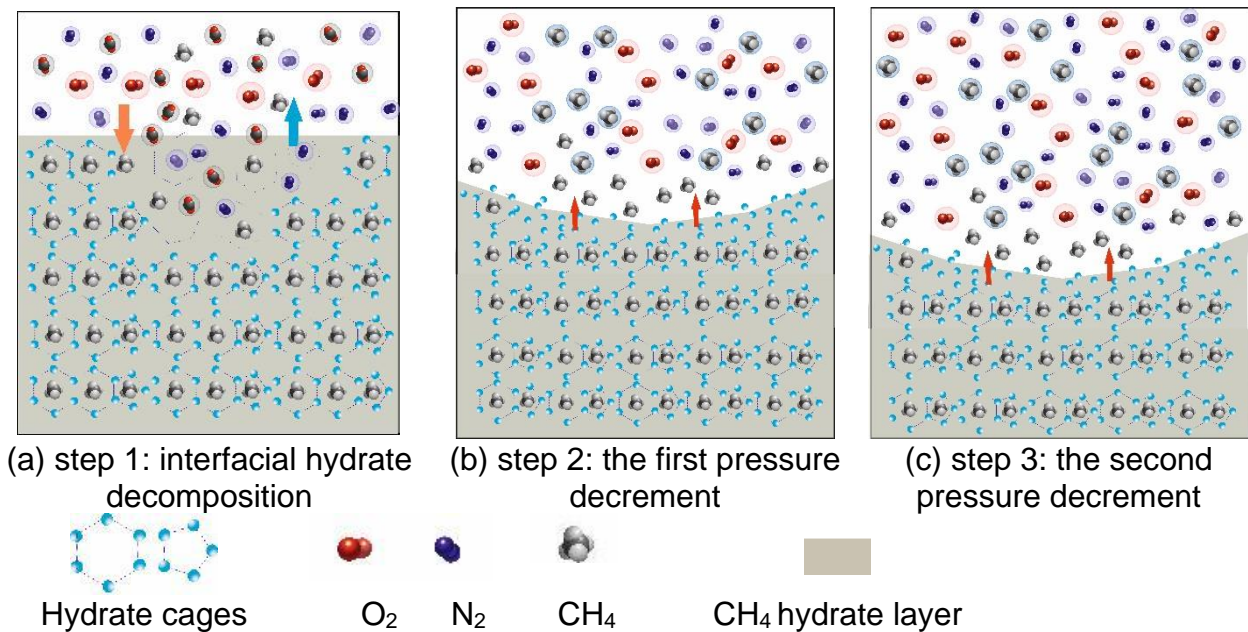 (a) step 1: interfacial hydrate
decomposition
(b) step 2: the first pressure
decrement
(c) step 3: the second
pressure decrement
Hydrate cages
O₂
N₂
CH₄
CH₄ hydrate layer